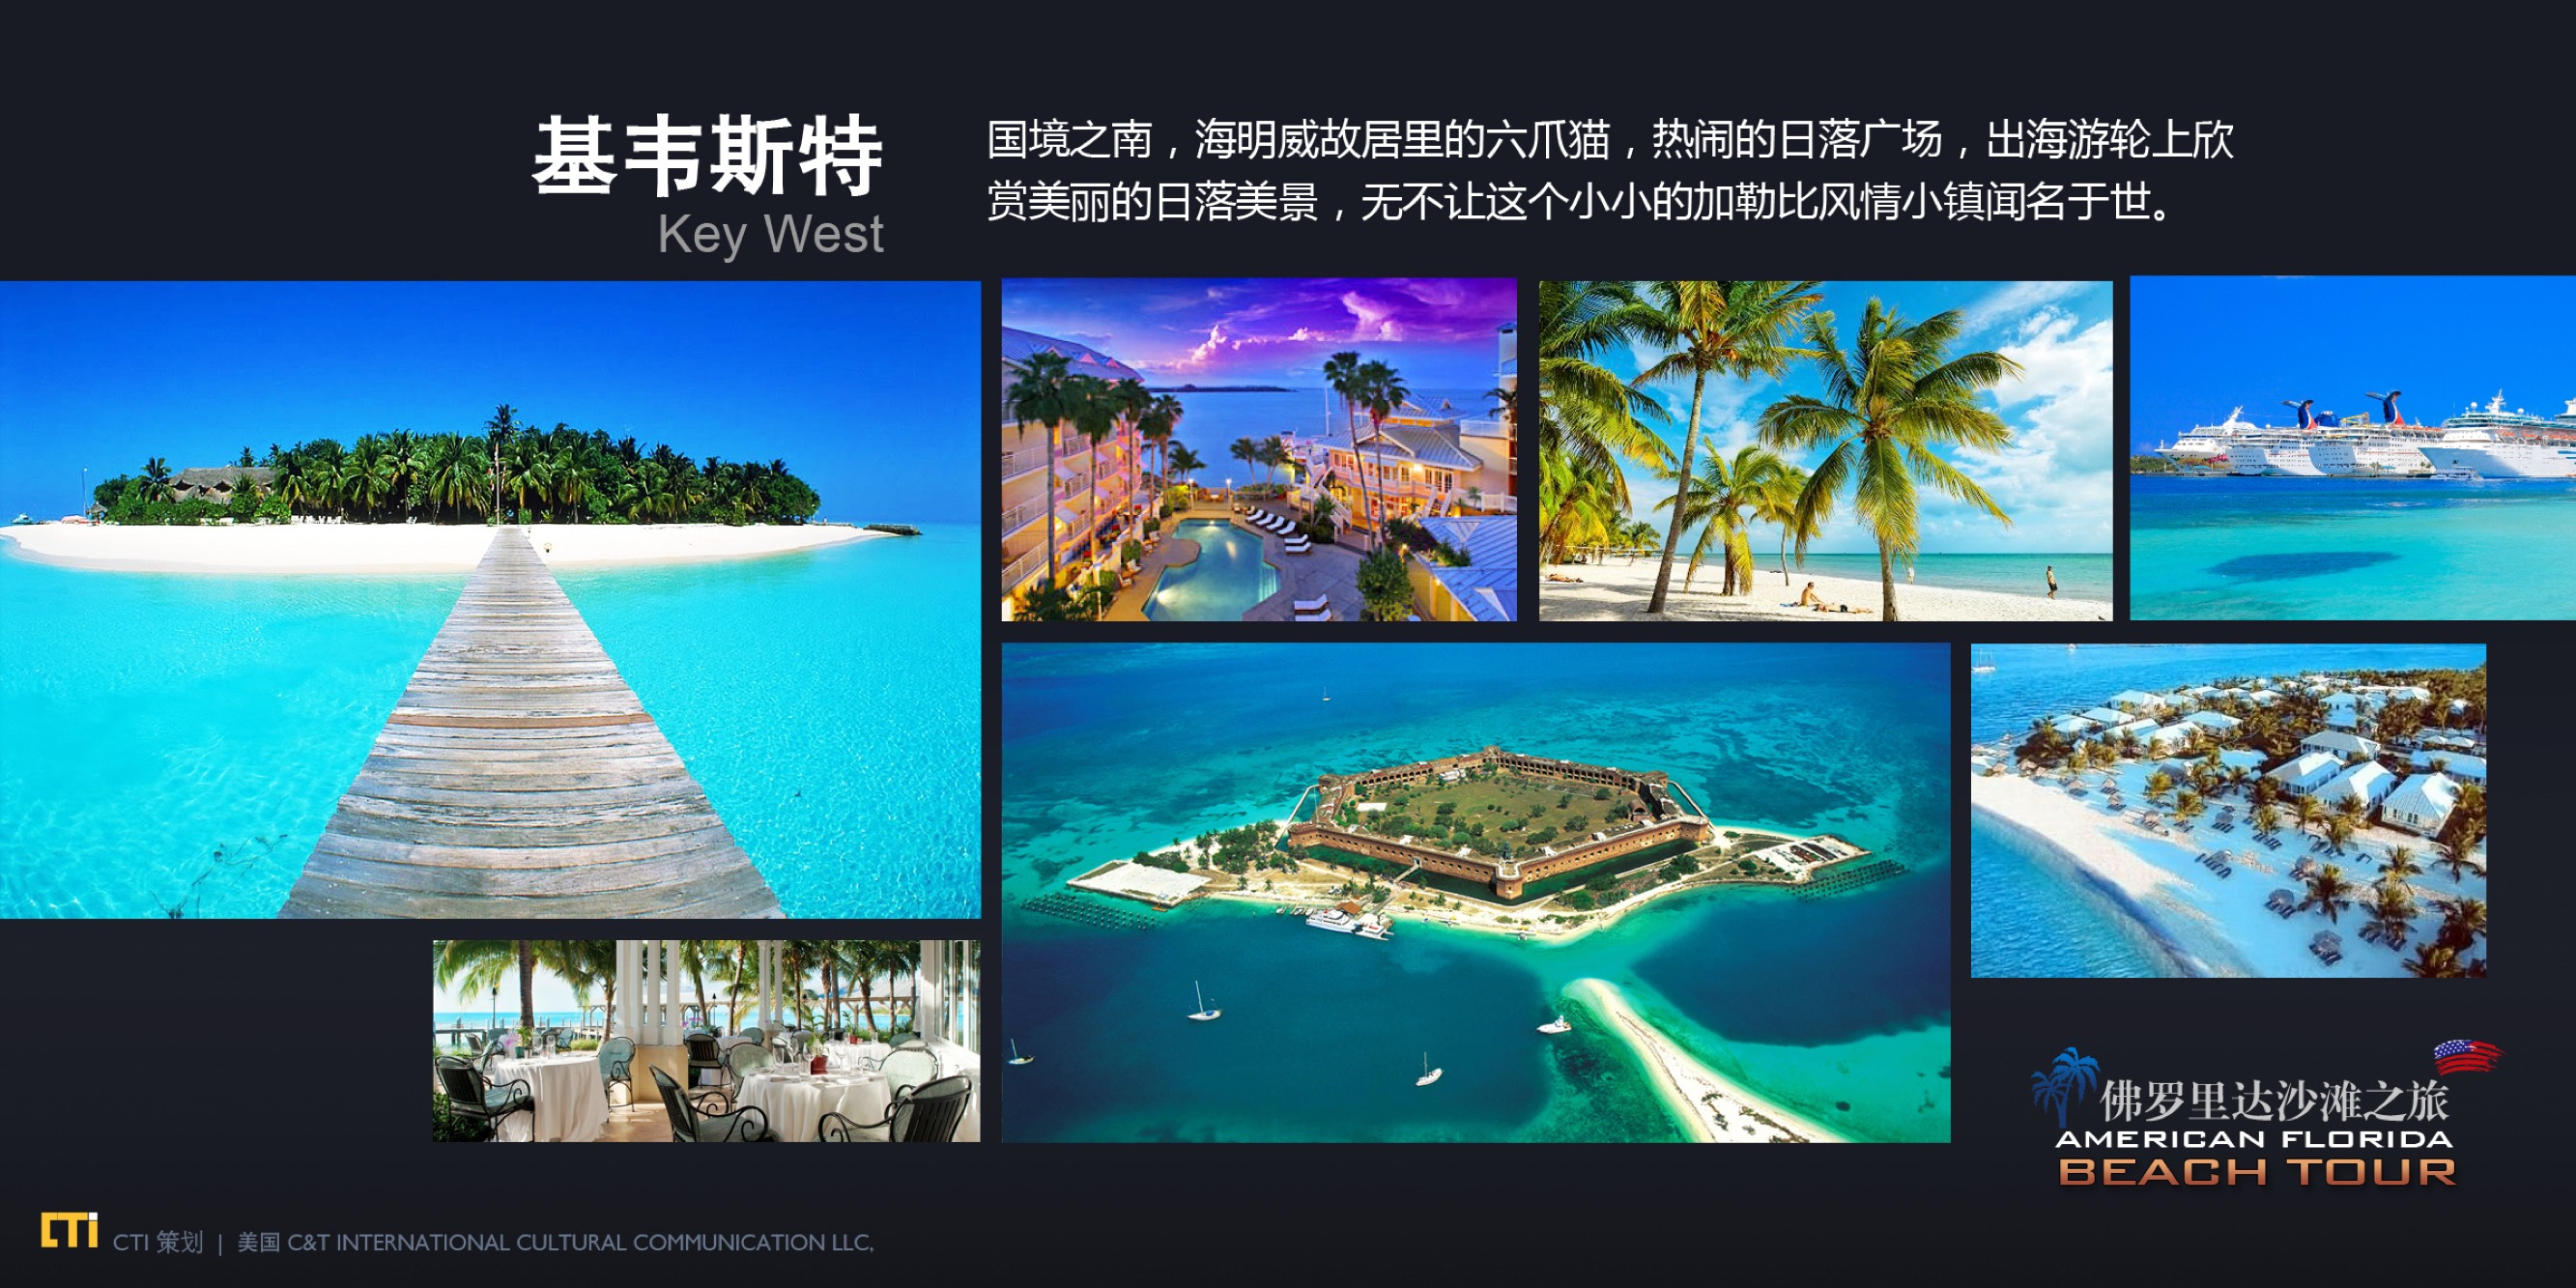 基韦斯特
Key West
国境之南，海明威故居里的六爪猫，热闹的日落广场，出海游轮上欣
赏美丽的日落美景，无不让这个小小的加勒比风情小镇闻名于世。
佛罗里达沙滩之旅
AMERICAN FLORIDA
BEACH TOUR
CTi CTI 策划 | 美国 C&T INTERNATIONAL CULTURAL COMMUNICATION LLC,